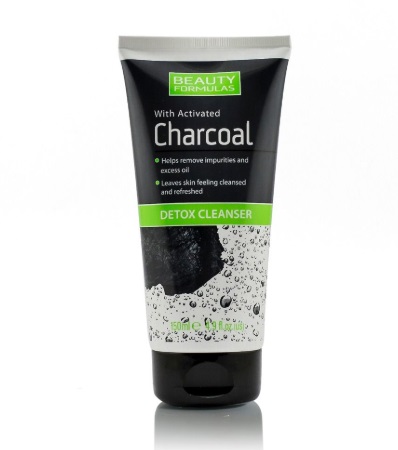 BEAUTY
FORMULAS
With Activated
Charcoal
Helps remove impurities and
excess oil
Leaves skin feeling cleansed
and refreshed
DETOX CLEANSER
150ml e